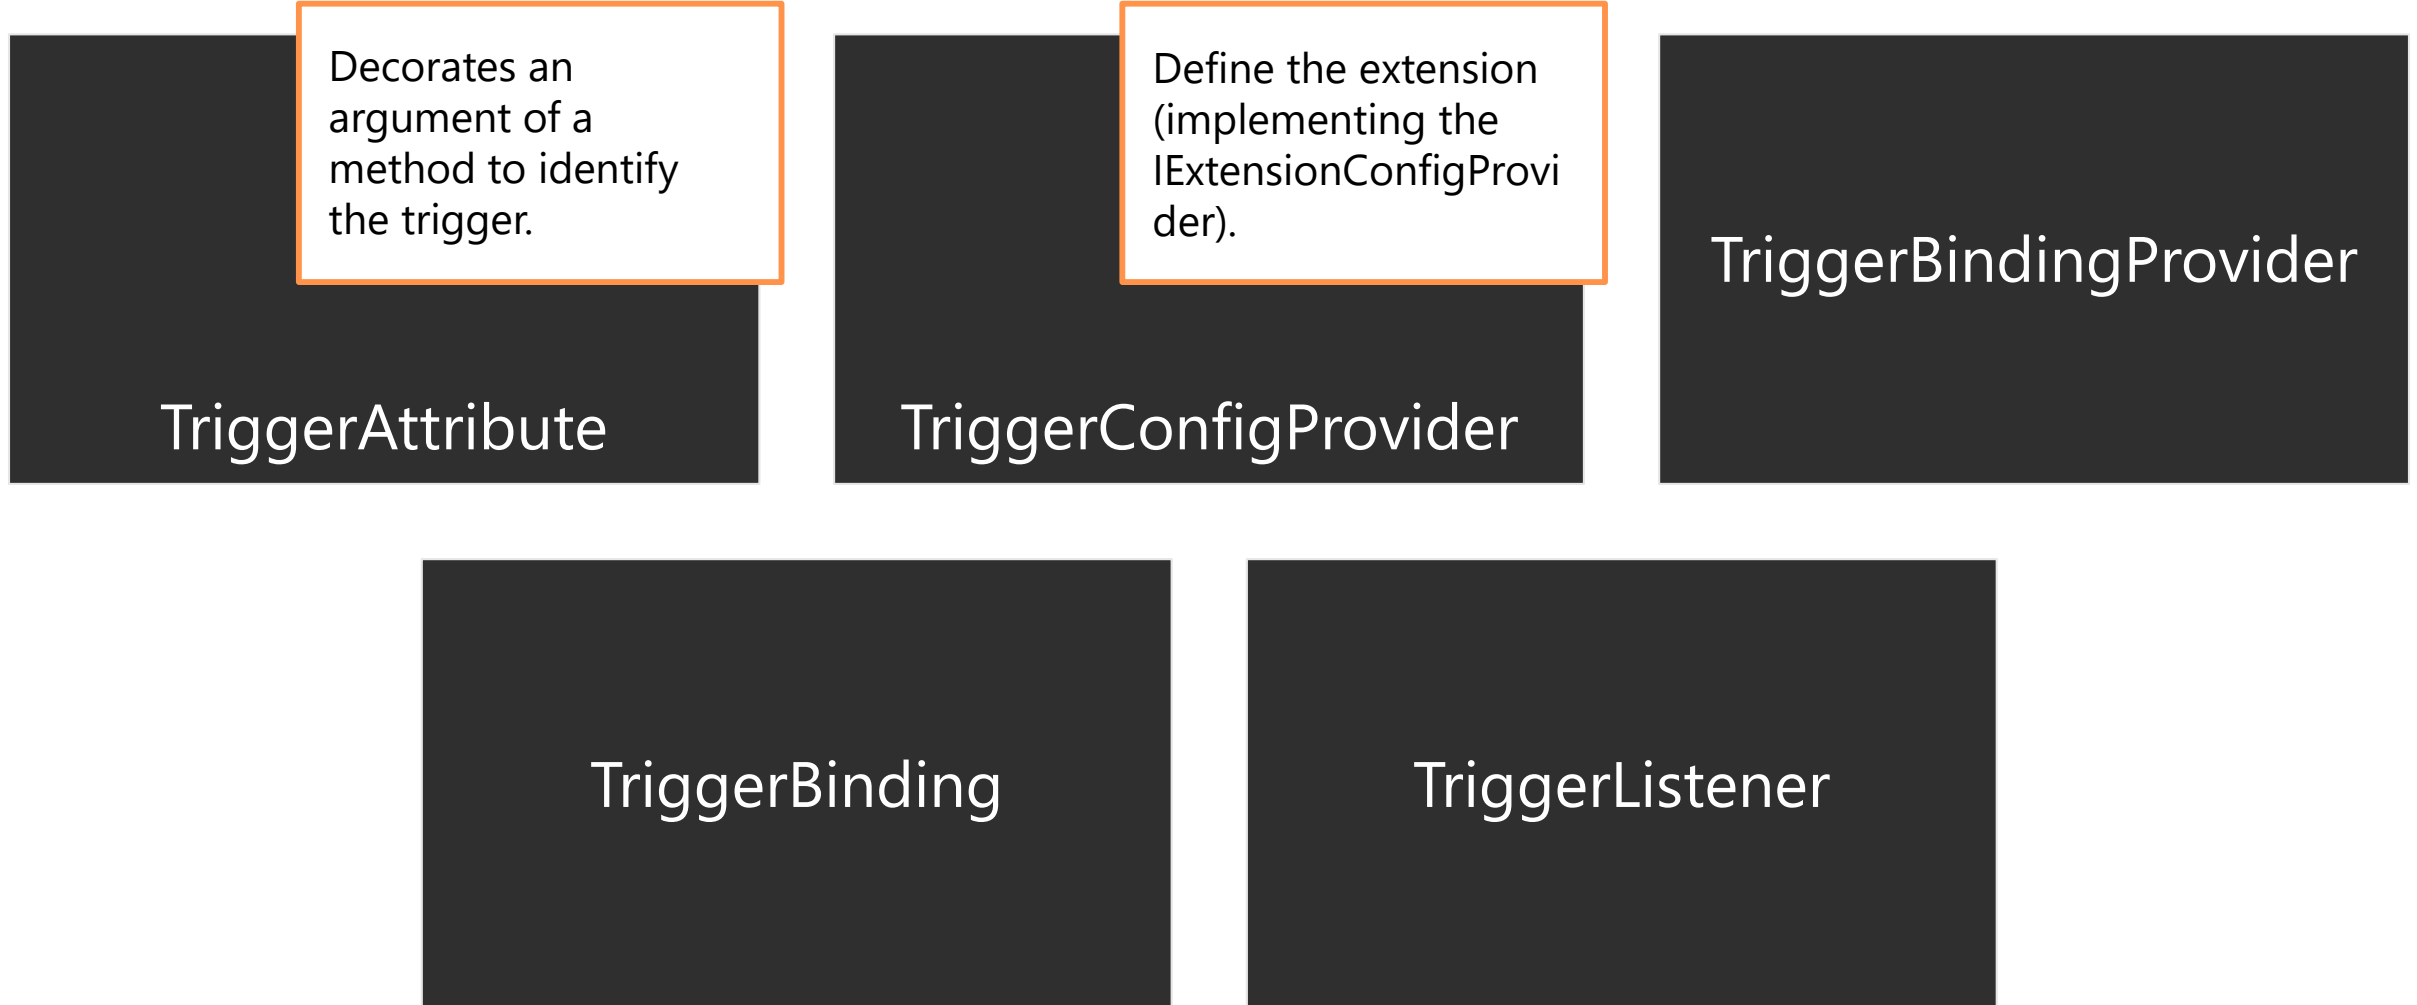 Decorates an
argument of a
method to identify
the trigger.
TriggerAttribute
Define the extension
(implementing the
IExtensionConfigProvi
der).
TriggerConfigProvider
TriggerBindingProvider
TriggerBinding
TriggerListener